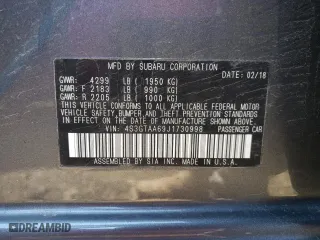 MFD BY SUBARU CORPORATION
DATE: 02/18
GVWR: 4299 LB (1950 KG)
GAWR: F 2183 LB (990 KG)
GAWR: R 2205 LB (1000 KG)
THIS VEHICLE CONFORMS TO ALL APPLICABLE FEDERAL MOTOR VEHICLE SAFETY, BUMPER, AND THEFT PREVENTION STANDARDS IN EFFECT ON THE DATE OF MANUFACTURE SHOWN ABOVE.
4S3GTAA69J1730998 PASSENGER CAR
ASSEMBLED BY SIA INC. MADE IN U.S.A.
© AUTOBIDMASTER